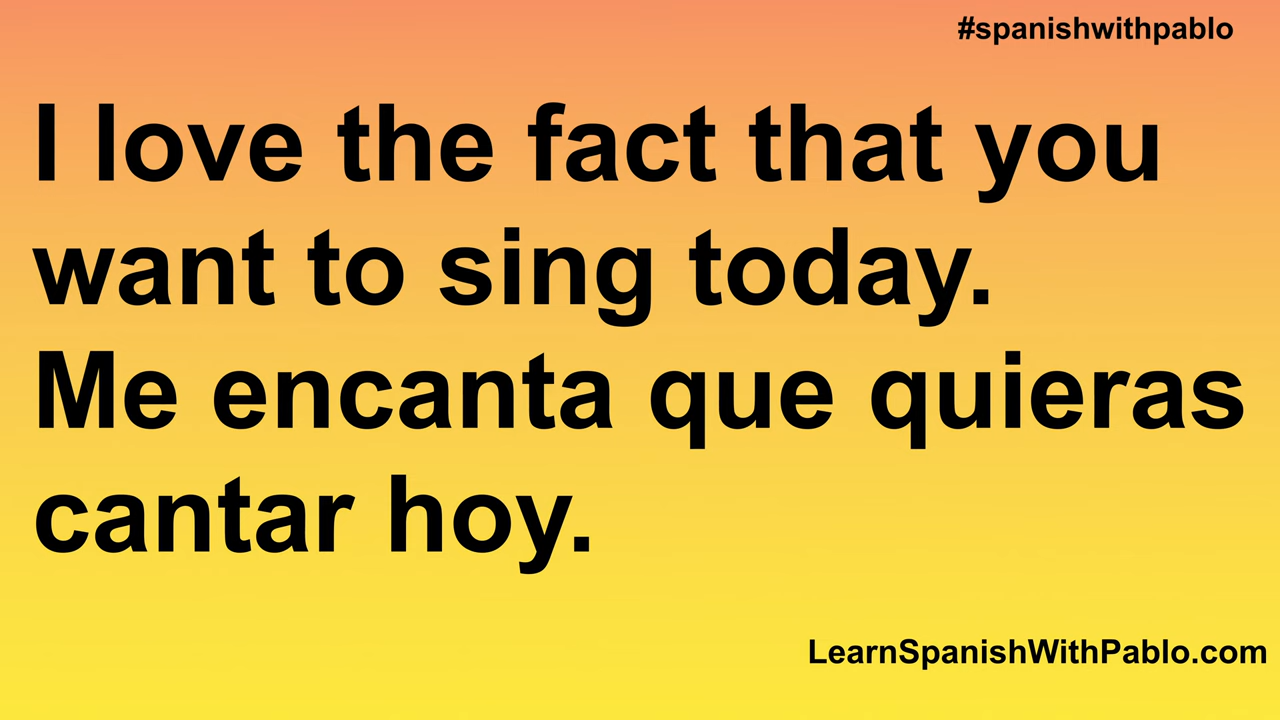 #spanishwithpablo
I love the fact that you
want to sing today.
Me encanta que quieras
cantar hoy.
LearnSpanishWithPablo.com